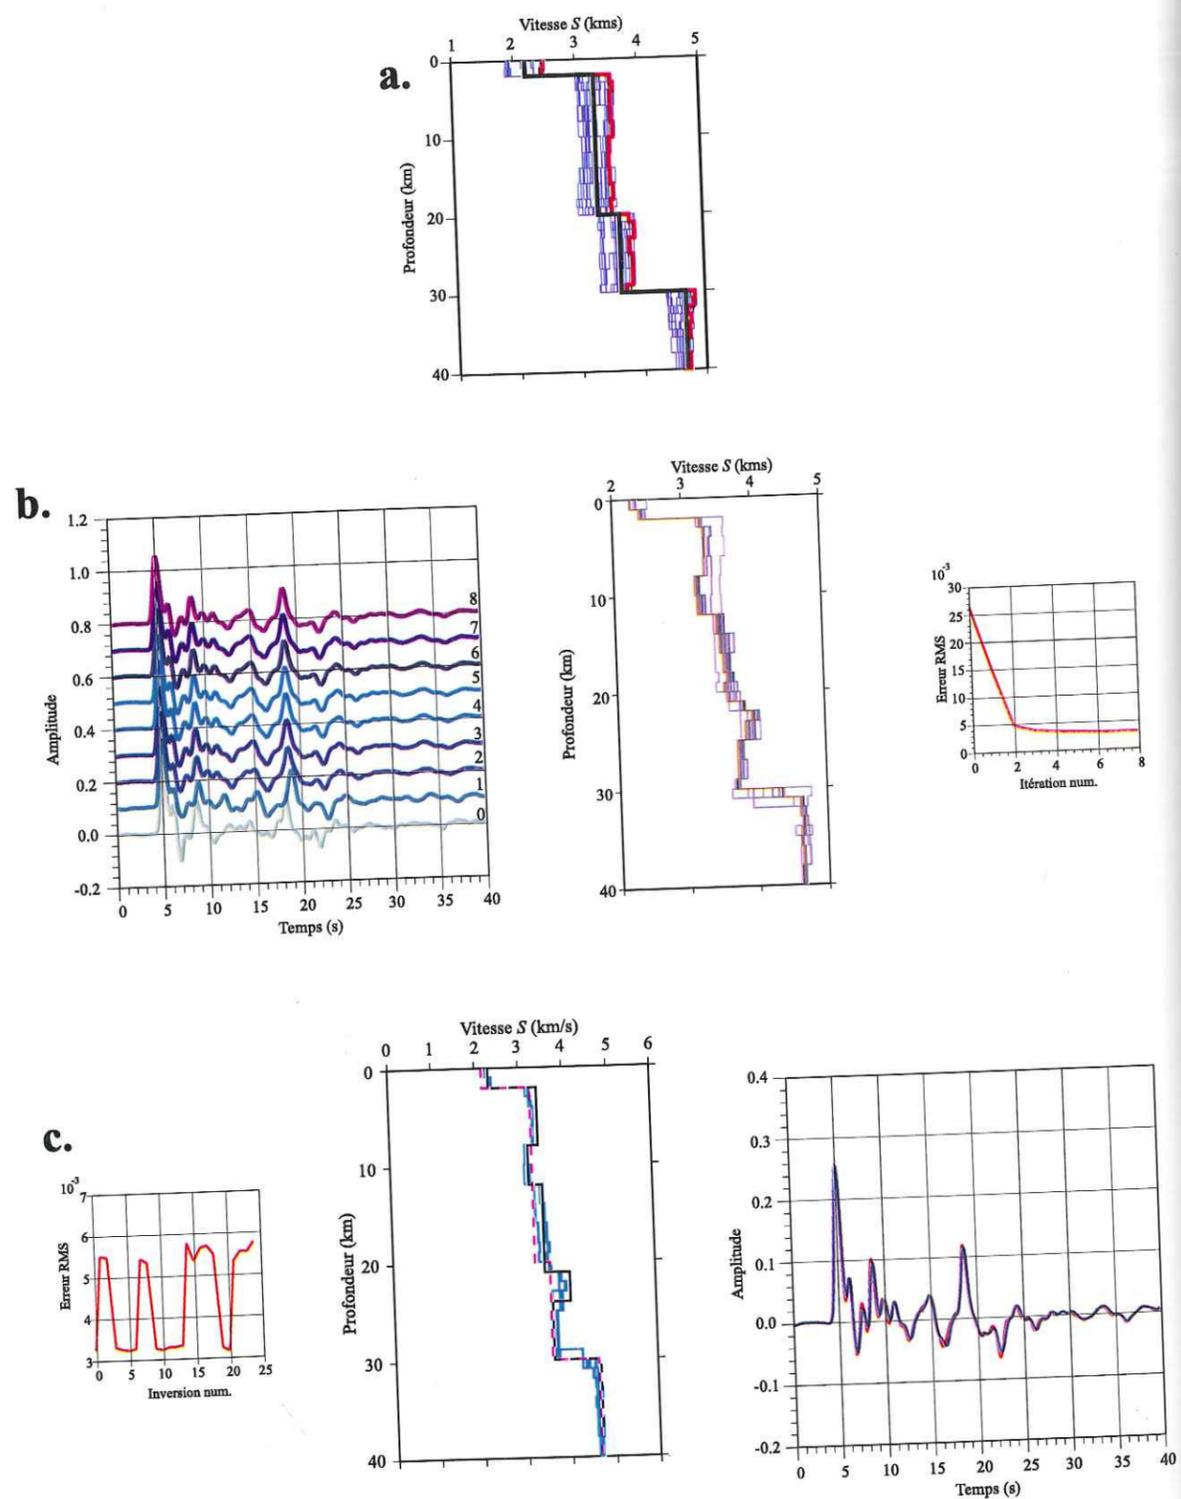 a.
Vitesse S (kms)
1 2 3 4 5
Profondeur (km)
0
10
20
30
40
b.
Amplitude
1.2
1.0
0.8
0.6
0.4
0.2
0.0
-0.2
8
7
6
5
4
3
2
1
0
0 5 10 15 20 25 30 35 40
Temps (s)
Vitesse S (kms)
2 3 4 5
Profondeur (km)
0
10
20
30
40
10-3
Erreur RMS
30
25
20
15
10
5
0
0 2 4 6 8
Itération num.
c.
10-3
Erreur RMS
7
6
5
4
3
0 5 10 15 20 25
Inversion num.
Vitesse S (km/s)
0 1 2 3 4 5 6
Profondeur (km)
0
10
20
30
40
Amplitude
0.4
0.3
0.2
0.1
0.0
-0.1
-0.2
0 5 10 15 20 25 30 35 40
Temps (s)